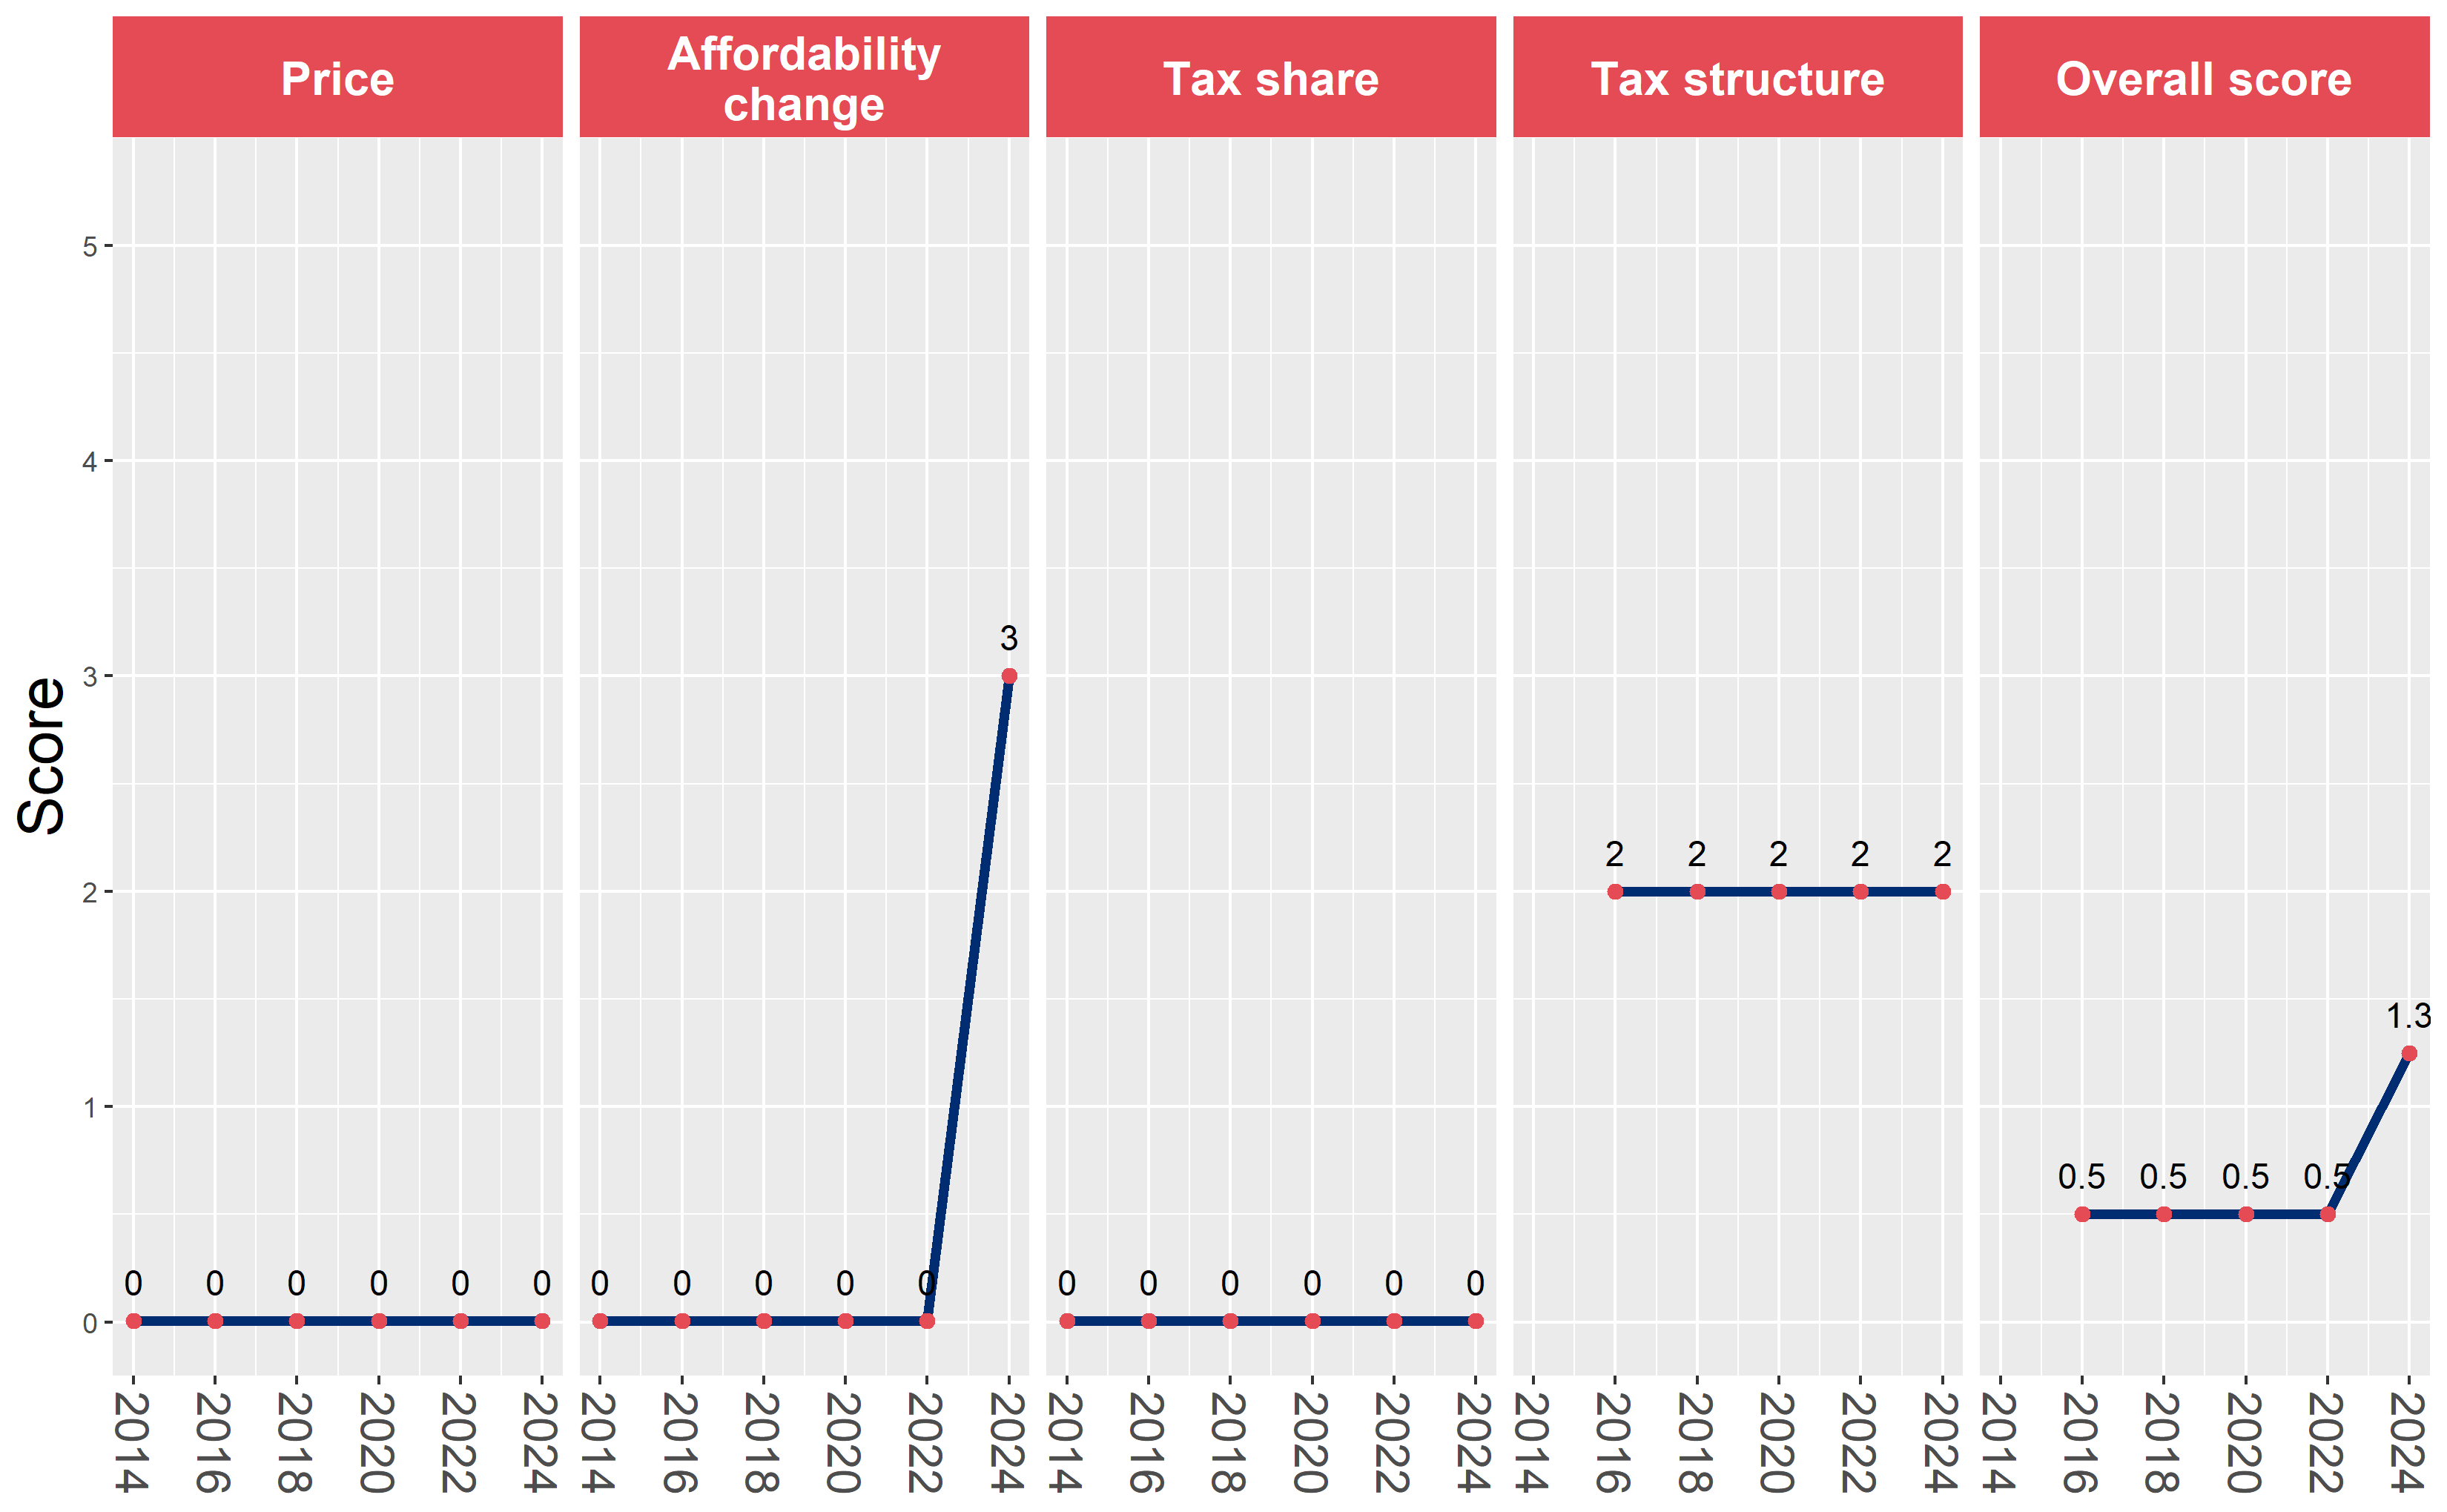 Price
Affordability
change
Tax share
Tax structure
Overall score
Score
5
4
3
2
1
0
0 0 0 0 0 0
0 0 0 0 0 3
0 0 0 0 0 0
2 2 2 2 2
0.5 0.5 0.5 0.5 1.3
2014 2016 2018 2020 2022 2024
2014 2016 2018 2020 2022 2024
2014 2016 2018 2020 2022 2024
2014 2016 2018 2020 2022 2024
2014 2016 2018 2020 2022 2024